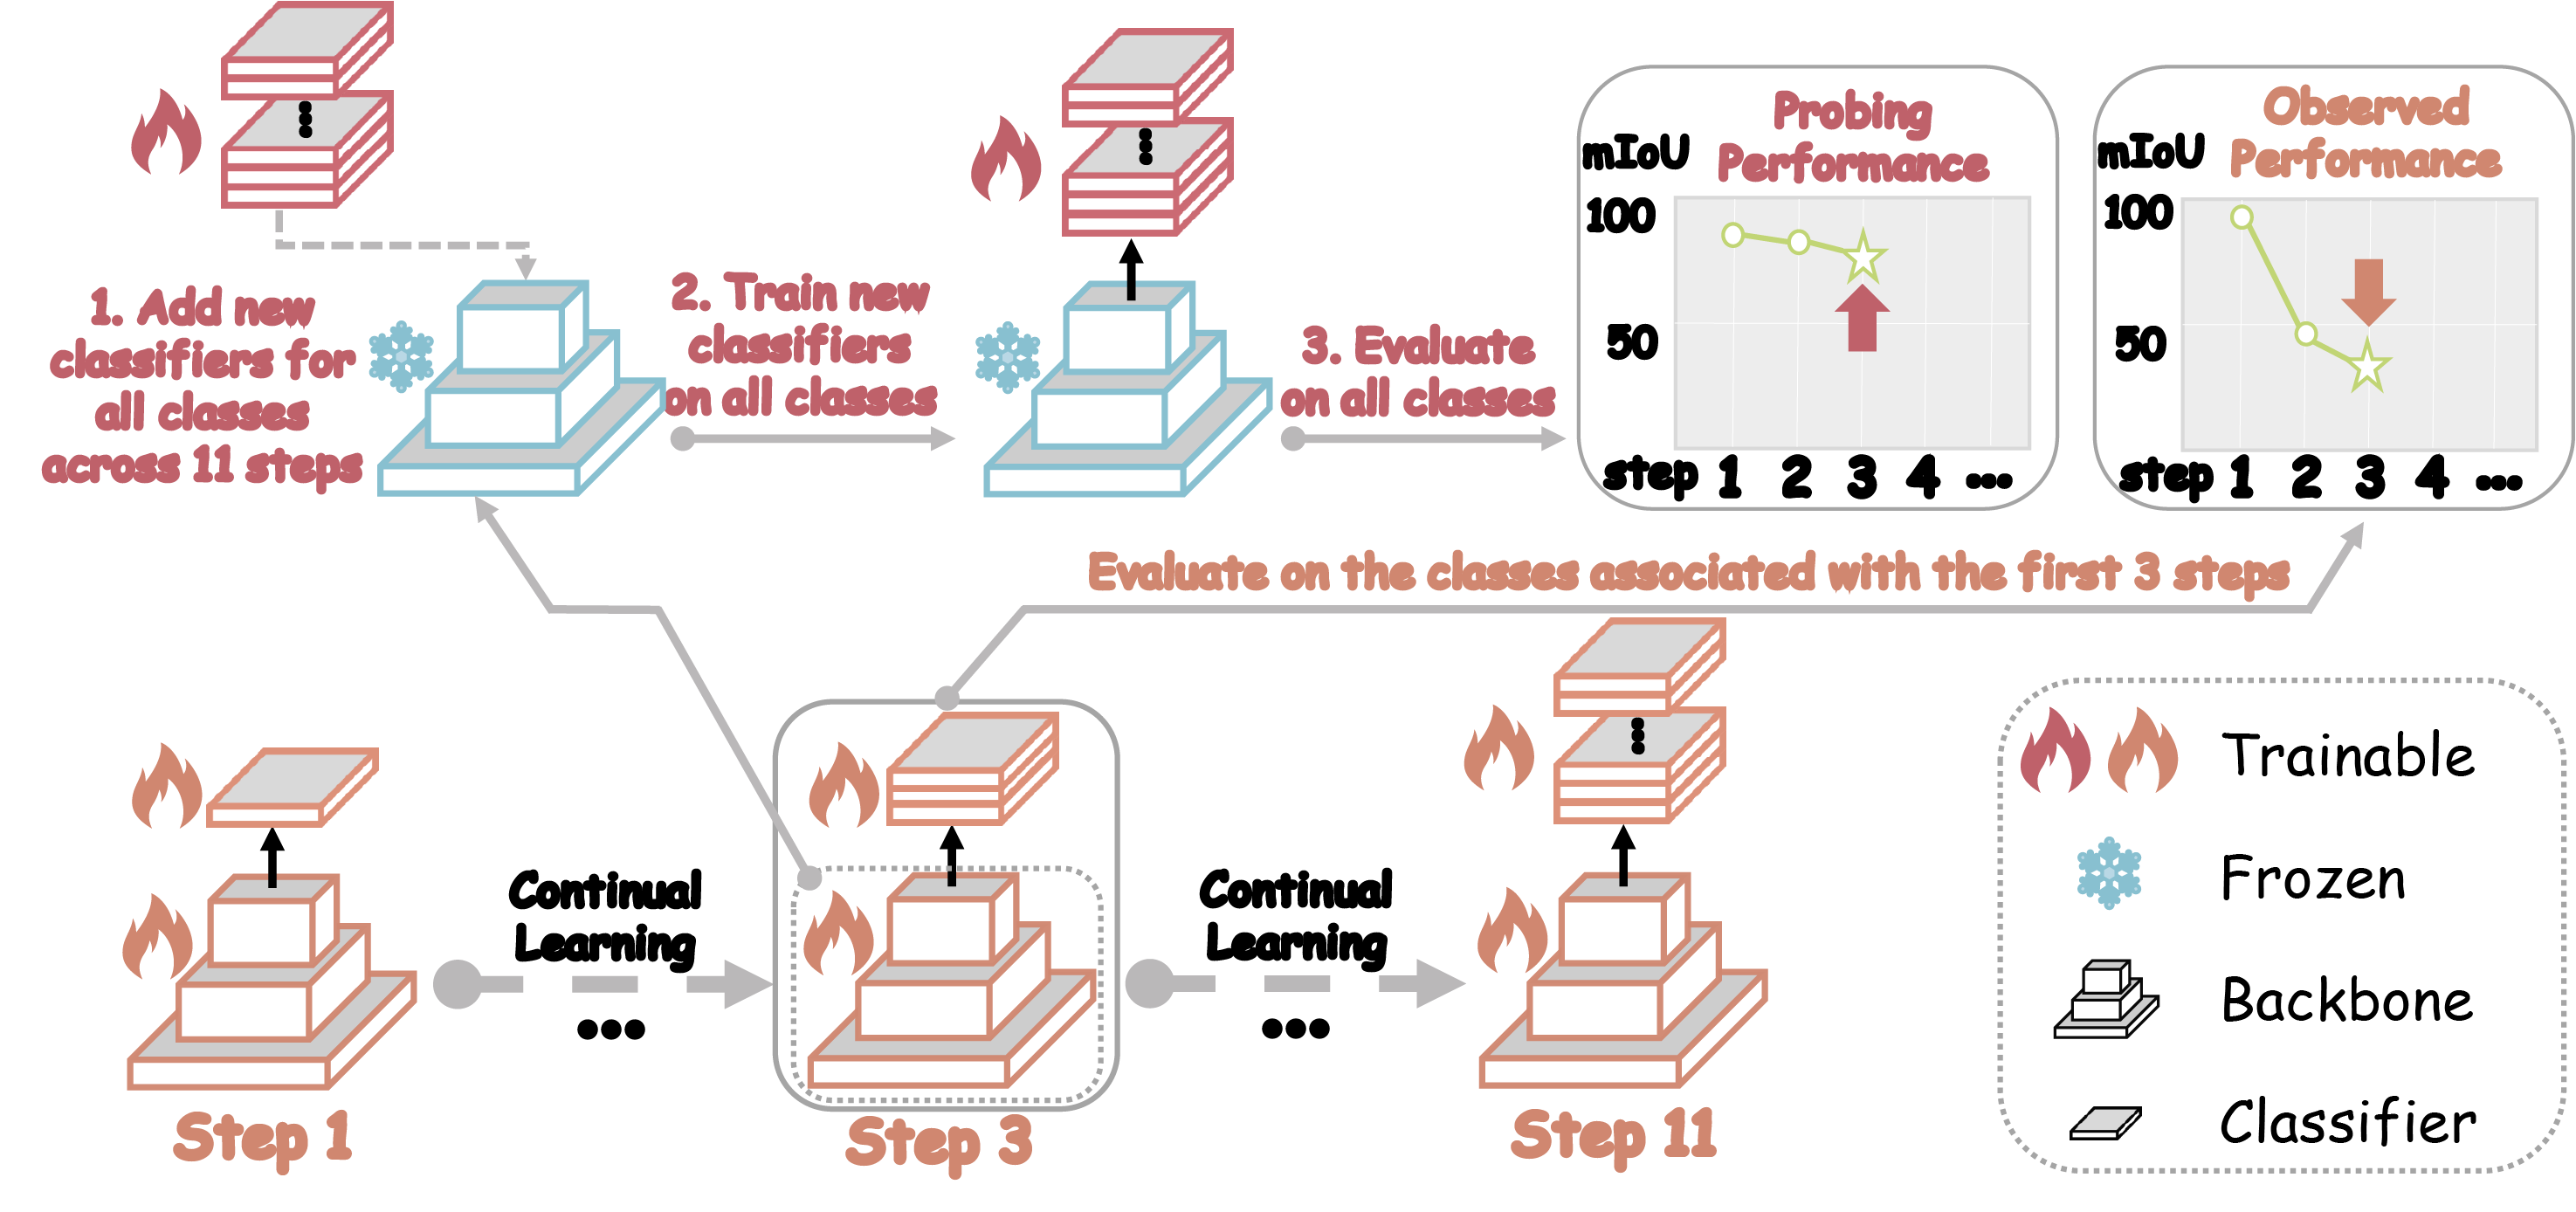 1. Add new
classifiers for
all classes
across 11 steps
2. Train new
classifiers
on all classes
3. Evaluate
on all classes
Probing
Performance
mIoU
100
50
step 1 2 3 4 ...
Observed
Performance
mIoU
100
50
step 1 2 3 4 ...
Evaluate on the classes associated with the first 3 steps
Continual
Learning
...
Continual
Learning
...
Step 1
Step 3
Step 11
Trainable
Frozen
Backbone
Classifier